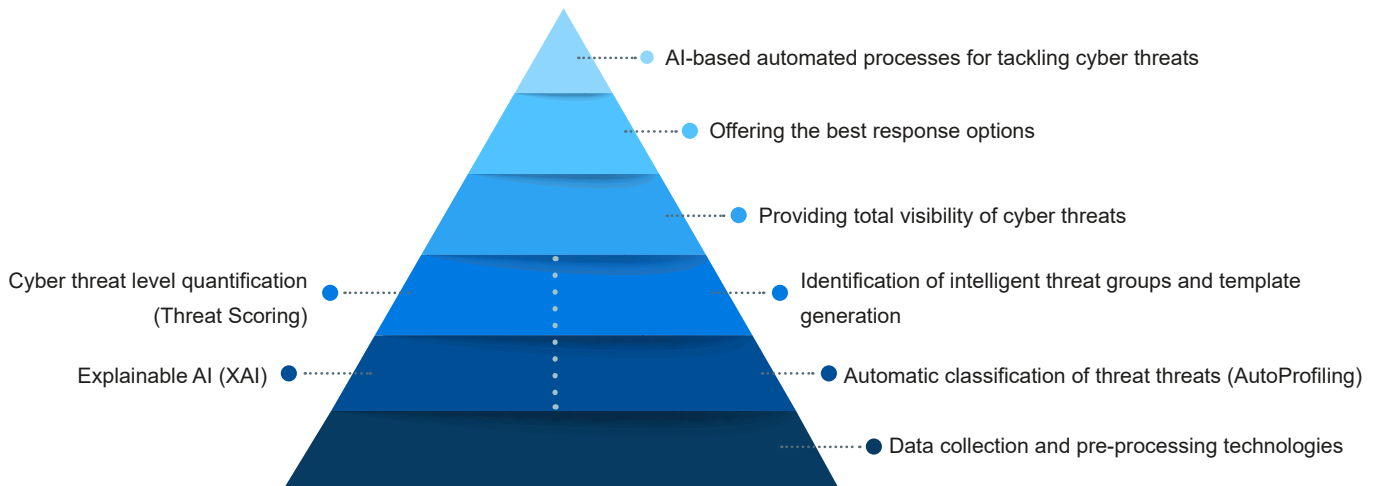 AI-based automated processes for tackling cyber threats
Offering the best response options
Providing total visibility of cyber threats
Cyber threat level quantification
(Threat Scoring)
Identification of intelligent threat groups and template
generation
Explainable AI (XAI)
Automatic classification of threat threats (AutoProfiling)
Data collection and pre-processing technologies